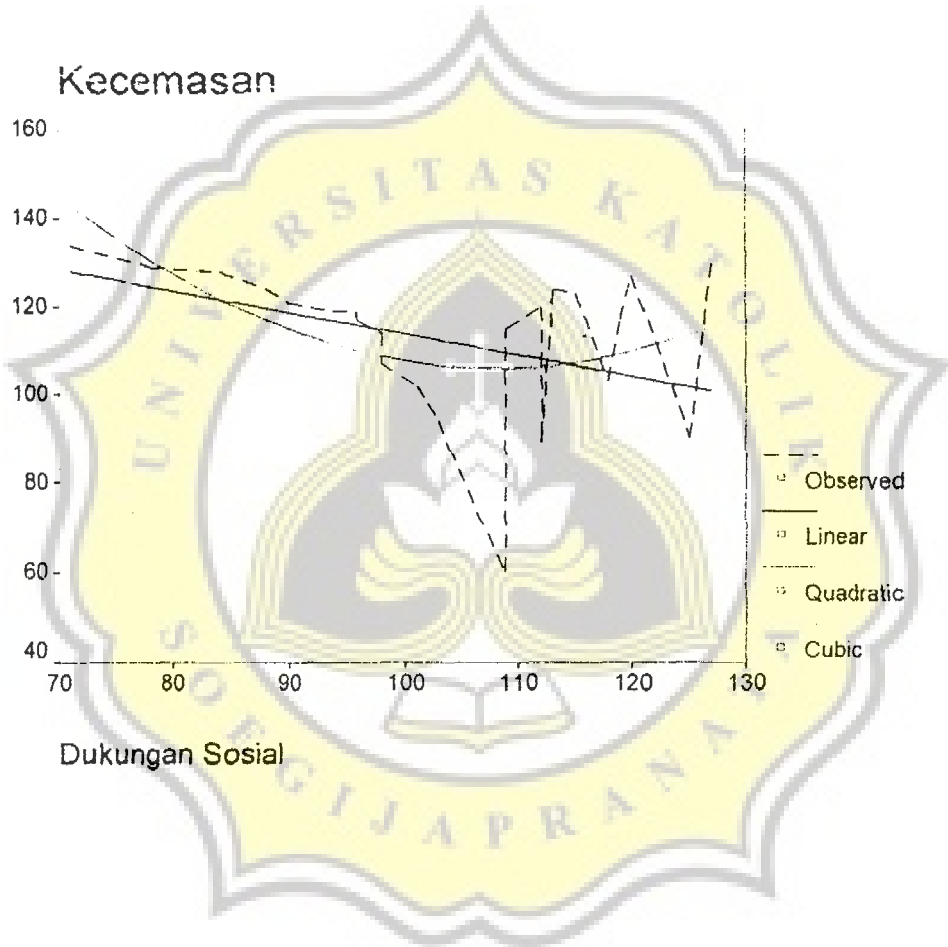 Kecemasan
160
140
120
100
80
60
40
70 80 90 100 110 120 130
Dukungan Sosial
Observed
Linear
Quadratic
Cubic
UNIVERSITAS KATOLIK
SOEGIJAPRANATA